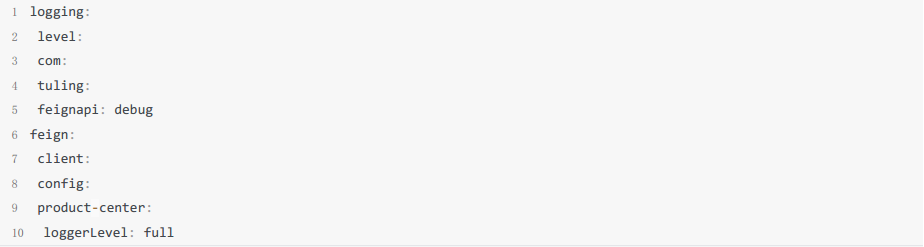 1 logging:
2  level:
3  com:
4  tuling:
5  feignapi: debug
6 feign:
7  client:
8  config:
9  product-center:
10  loggerLevel: full